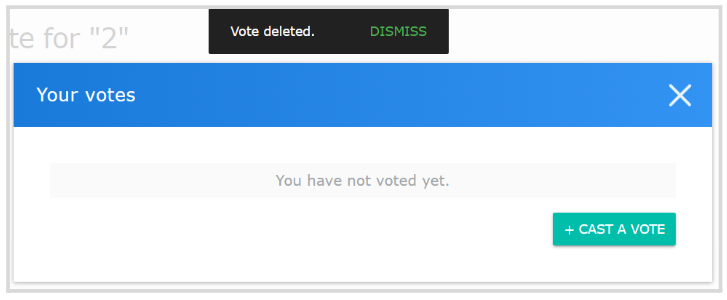 te for "2"
Vote deleted. DISMISS
Your votes
You have not voted yet.
+ CAST A VOTE